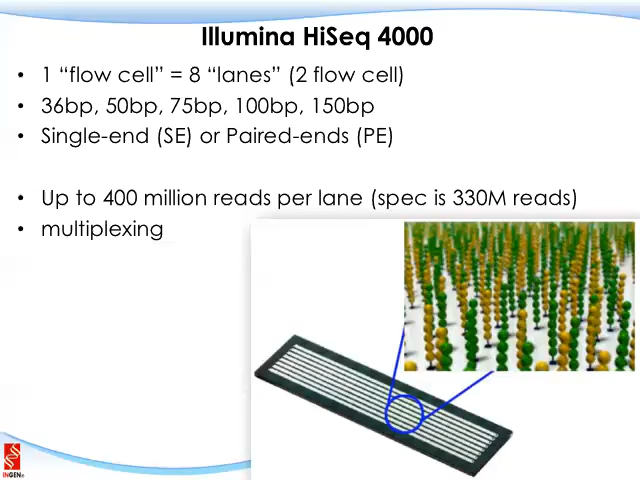 Illumina HiSeq 4000
• 1 “flow cell” = 8 “lanes” (2 flow cell)
• 36bp, 50bp, 75bp, 100bp, 150bp
• Single-end (SE) or Paired-ends (PE)
• Up to 400 million reads per lane (spec is 330M reads)
• multiplexing
INGEN